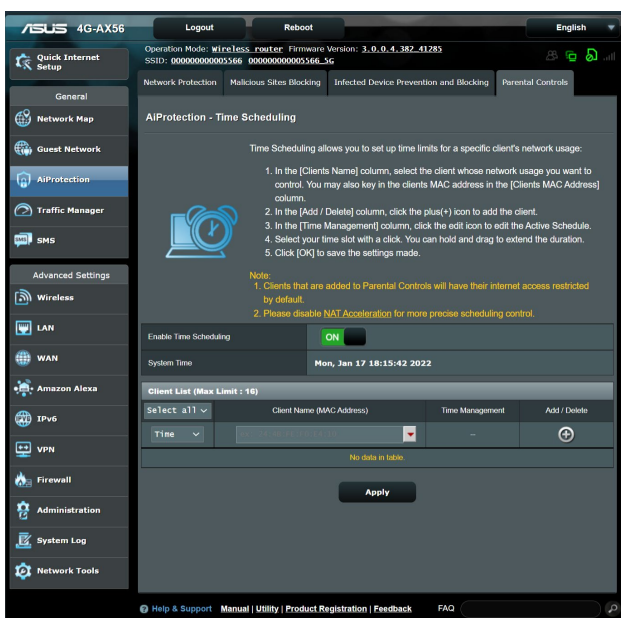 ASUS 4G-AX56 Logout Reboot English
Operation Mode: Wireless router Firmware Version: 3.0.0.4.382_41285
SSID: 000000000005566 000000000005566_5G
Quick Internet
Setup
General
Network Map
Guest Network
AiProtection
Traffic Manager
SMS
Advanced Settings
Wireless
LAN
WAN
Amazon Alexa
IPv6
VPN
Firewall
Administration
System Log
Network Tools
Network Protection Malicious Sites Blocking Infected Device Prevention and Blocking Parental Controls
AiProtection - Time Scheduling
Time Scheduling allows you to set up time limits for a specific client's network usage:
1. In the [Clients Name] column, select the client whose network usage you want to
control. You may also key in the clients MAC address in the [Clients MAC Address]
column.
2. In the [Add / Delete] column, click the plus(+) icon to add the client.
3. In the [Time Management] column, click the edit icon to edit the Active Schedule.
4. Select your time slot with a click. You can hold and drag to extend the duration.
5. Click [OK] to save the settings made.
Note:
1. Clients that are added to Parental Controls will have their internet access restricted
by default.
2. Please disable NAT Acceleration for more precise scheduling control.
Enable Time Scheduling ON
System Time Mon, Jan 17 18:15:42 2022
Client List (Max Limit : 16)
Select all Client Name (MAC Address) Time Management Add / Delete
Time --
No data in table.
Apply
Help & Support Manual | Utility | Product Registration | Feedback FAQ